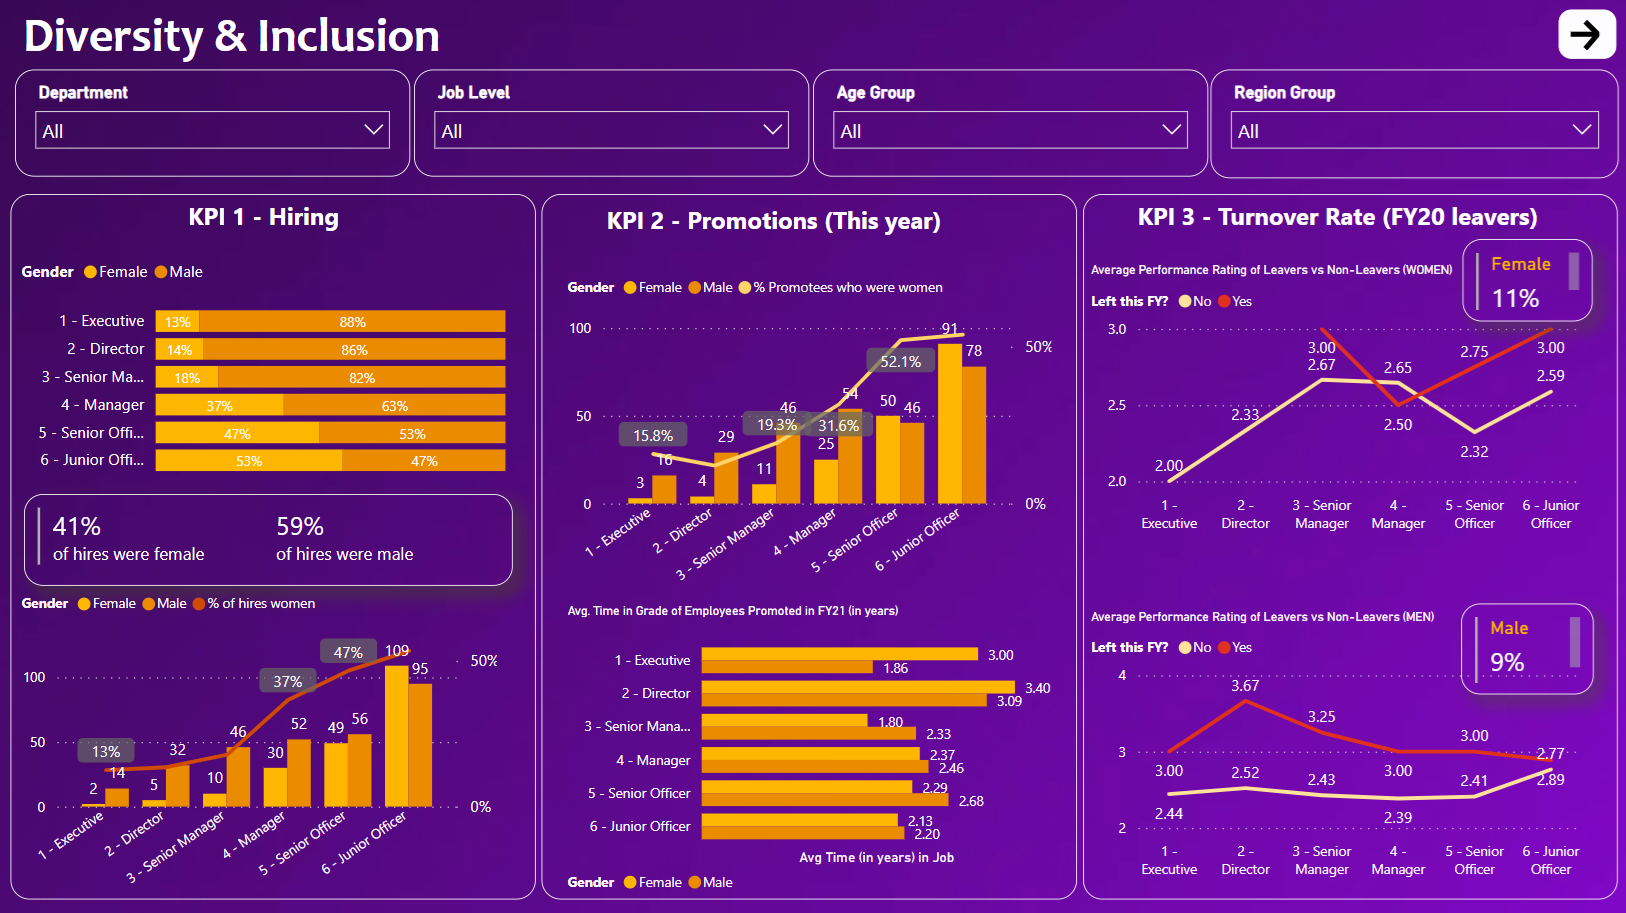 Diversity & Inclusion
Department
All
Job Level
All
Age Group
All
Region Group
All
KPI 1 - Hiring
Gender Female Male
1 - Executive 13% 88%
2 - Director 14% 86%
3 - Senior Ma... 18% 82%
4 - Manager 37% 63%
5 - Senior Offi... 47% 53%
6 - Junior Offi... 53% 47%
41% 59%
of hires were female of hires were male
Gender Female Male % of hires women
100
50
0
50%
0%
13% 37% 47%
2 14 5 32 10 46 30 52 49 56 109 95
1 - Executive
2 - Director
3 - Senior Manager
4 - Manager
5 - Senior Officer
6 - Junior Officer
KPI 2 - Promotions (This year)
Gender Female Male % Promotees who were women
100
50
0
50%
0%
15.8% 19.3% 31.6% 52.1%
3 16 4 29 11 46 25 54 50 46 91 78
1 - Executive
2 - Director
3 - Senior Manager
4 - Manager
5 - Senior Officer
6 - Junior Officer
Avg. Time in Grade of Employees Promoted in FY21 (in years)
1 - Executive 3.00
1.86
2 - Director 3.40
3.09
3 - Senior Mana... 1.80
2.33
4 - Manager 2.37
2.46
5 - Senior Officer 2.29
2.68
6 - Junior Officer 2.13
2.20
Avg Time (in years) in Job
Gender Female Male
KPI 3 - Turnover Rate (FY20 leavers)
Average Performance Rating of Leavers vs Non-Leavers (WOMEN)
Female
11%
Left this FY? No Yes
3.0
2.5
2.0
2.00 2.33 3.00 2.67 2.65 2.50 2.75 2.32 3.00 2.59
1 - Executive
2 - Director
3 - Senior Manager
4 - Manager
5 - Senior Officer
6 - Junior Officer
Average Performance Rating of Leavers vs Non-Leavers (MEN)
Male
9%
Left this FY? No Yes
4
3
2
3.00 2.44 3.67 2.52 3.25 2.43 3.00 2.39 3.00 2.41 2.77 2.89
1 - Executive
2 - Director
3 - Senior Manager
4 - Manager
5 - Senior Officer
6 - Junior Officer